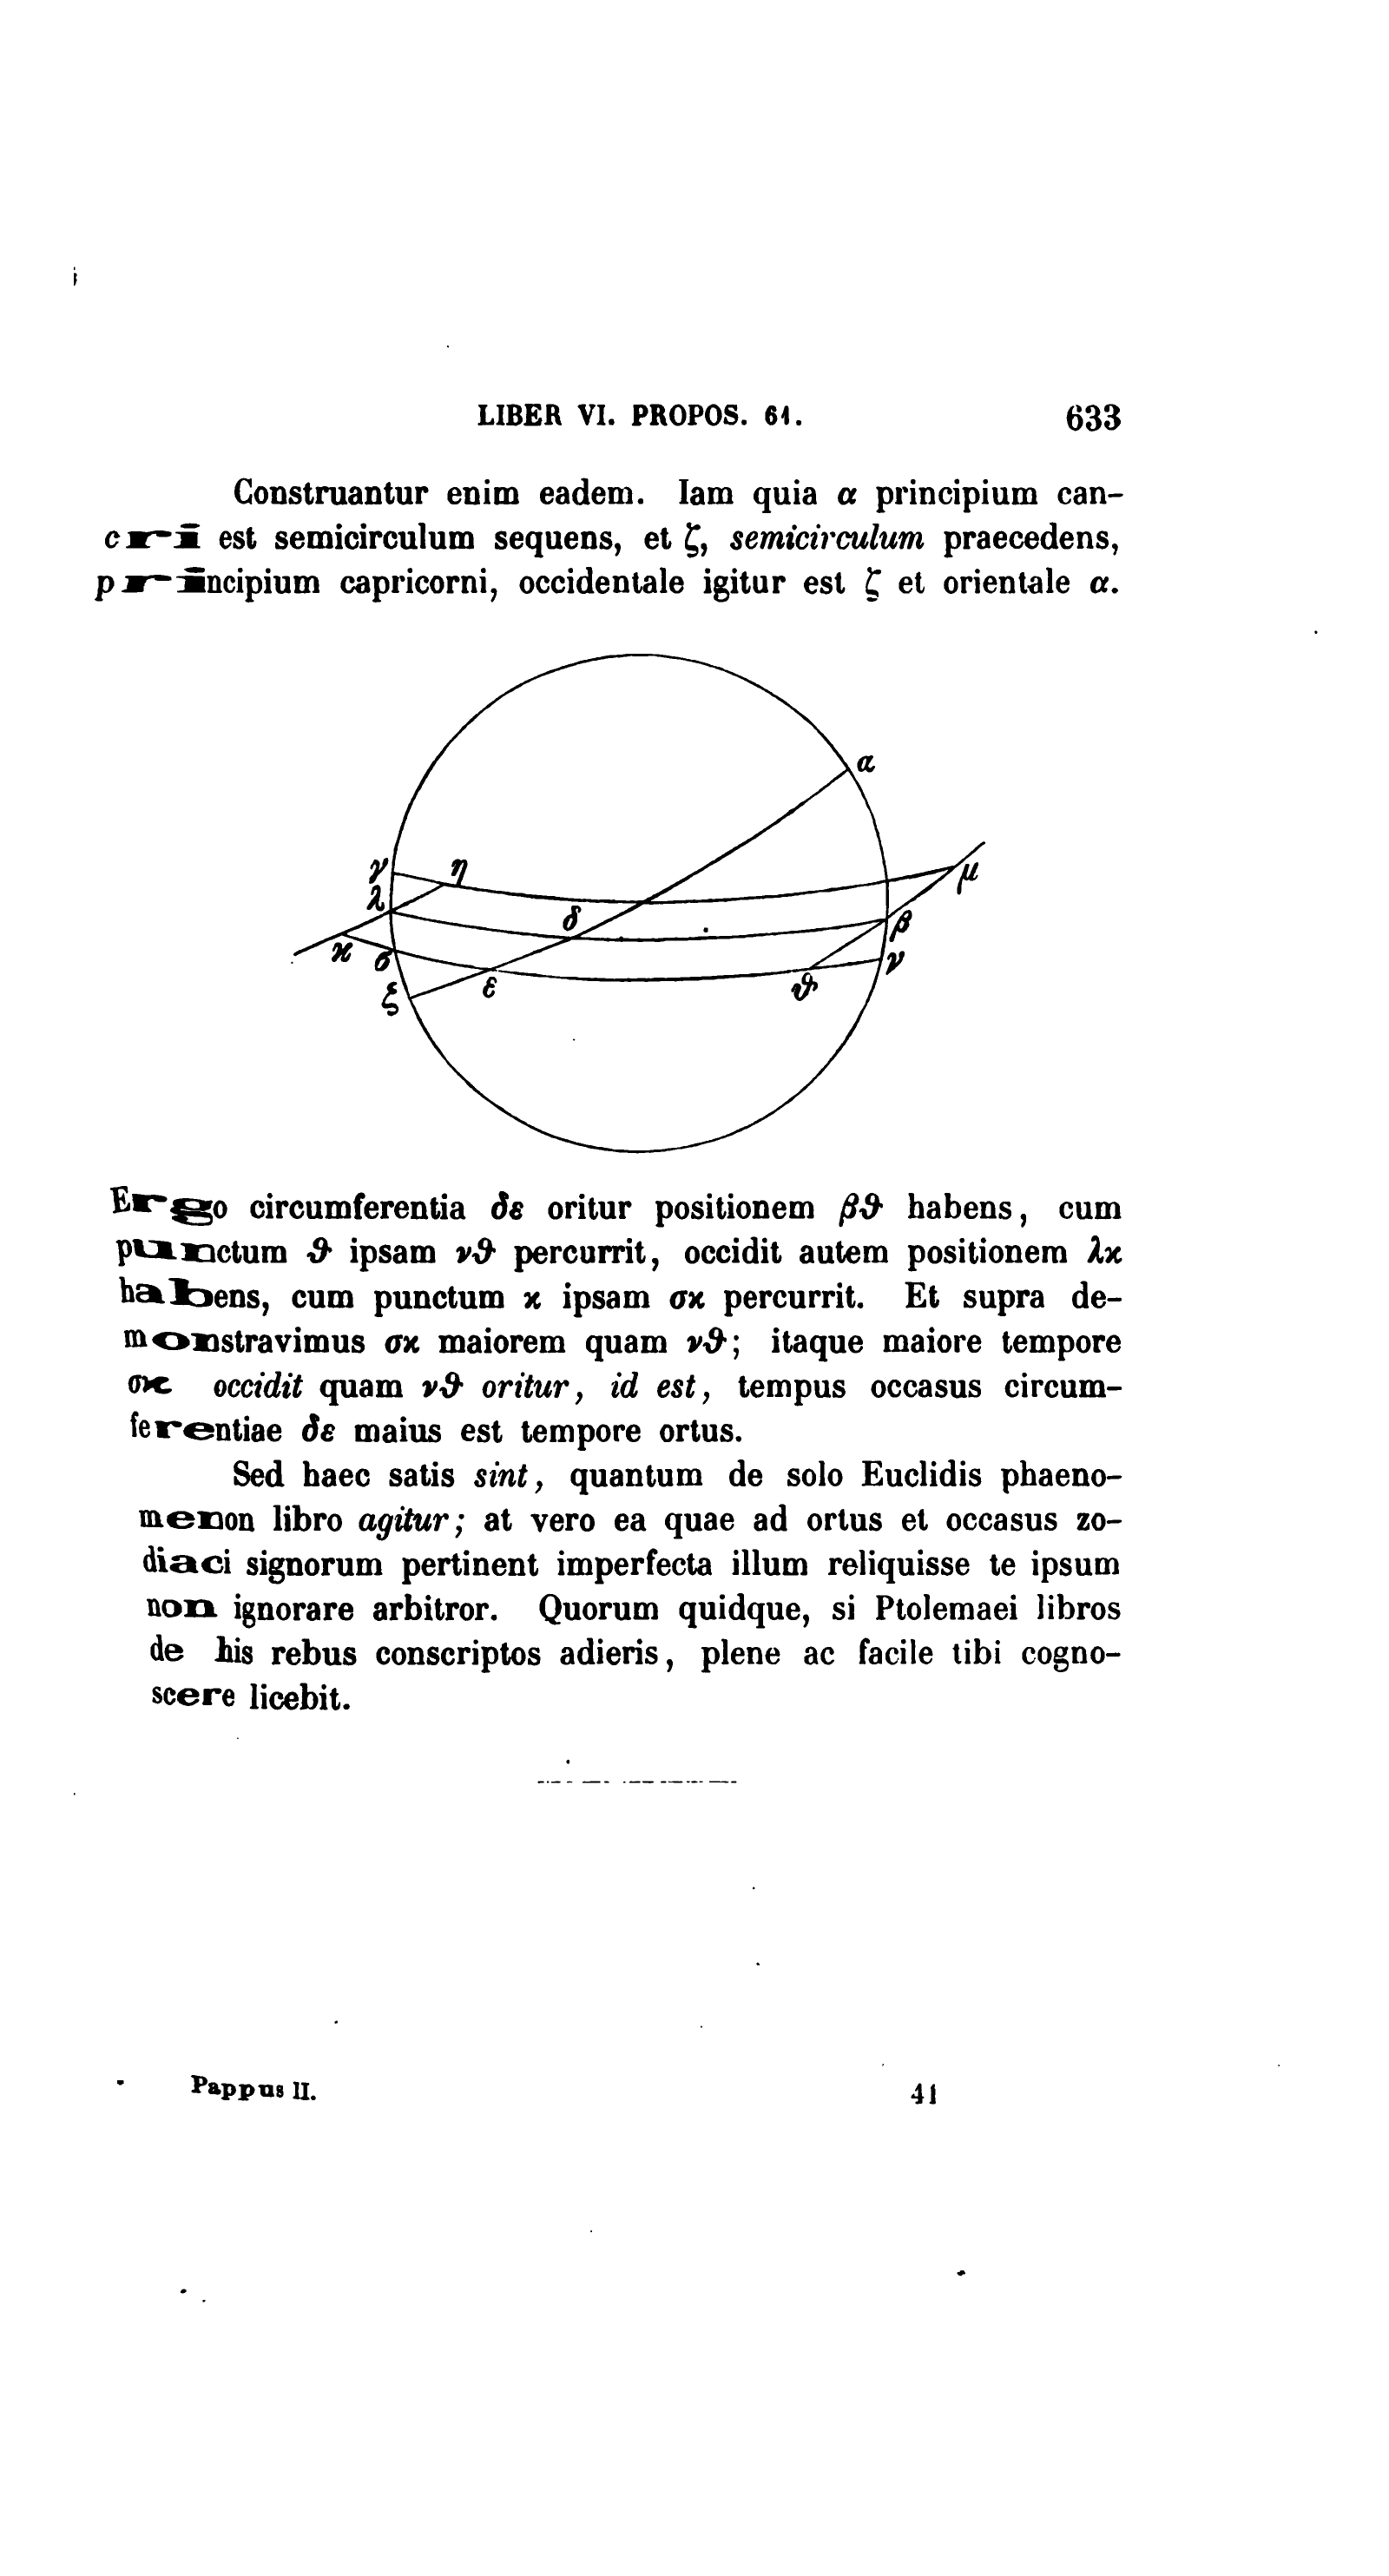 LIBER VI. PROPOS. 61. 633
Construantur enim eadem. Iam quia α principium can-
cri est semicirculum sequens, et ζ, semicirculum praecedens,
principium capricorni, occidentale igitur est ζ et orientale α.
α
γ η μ
λ δ β
κ σ ν
ξ ε ϑ
Ergo circumferentia δε oritur positionem βϑ habens, cum
punctum ϑ ipsam νϑ percurrit, occidit autem positionem λκ
habens, cum punctum κ ipsam σκ percurrit. Et supra de-
monstravimus σκ maiorem quam νϑ; itaque maiore tempore
σκ occidit quam νϑ oritur, id est, tempus occasus circum-
ferentiae δε maius est tempore ortus.
Sed haec satis sint, quantum de solo Euclidis phaeno-
menon libro agitur; at vero ea quae ad ortus et occasus zo-
diaci signorum pertinent imperfecta illum reliquisse te ipsum
non ignorare arbitror. Quorum quidque, si Ptolemaei libros
de his rebus conscriptos adieris, plene ac facile tibi cogno-
scere licebit.
Pappus II. 41